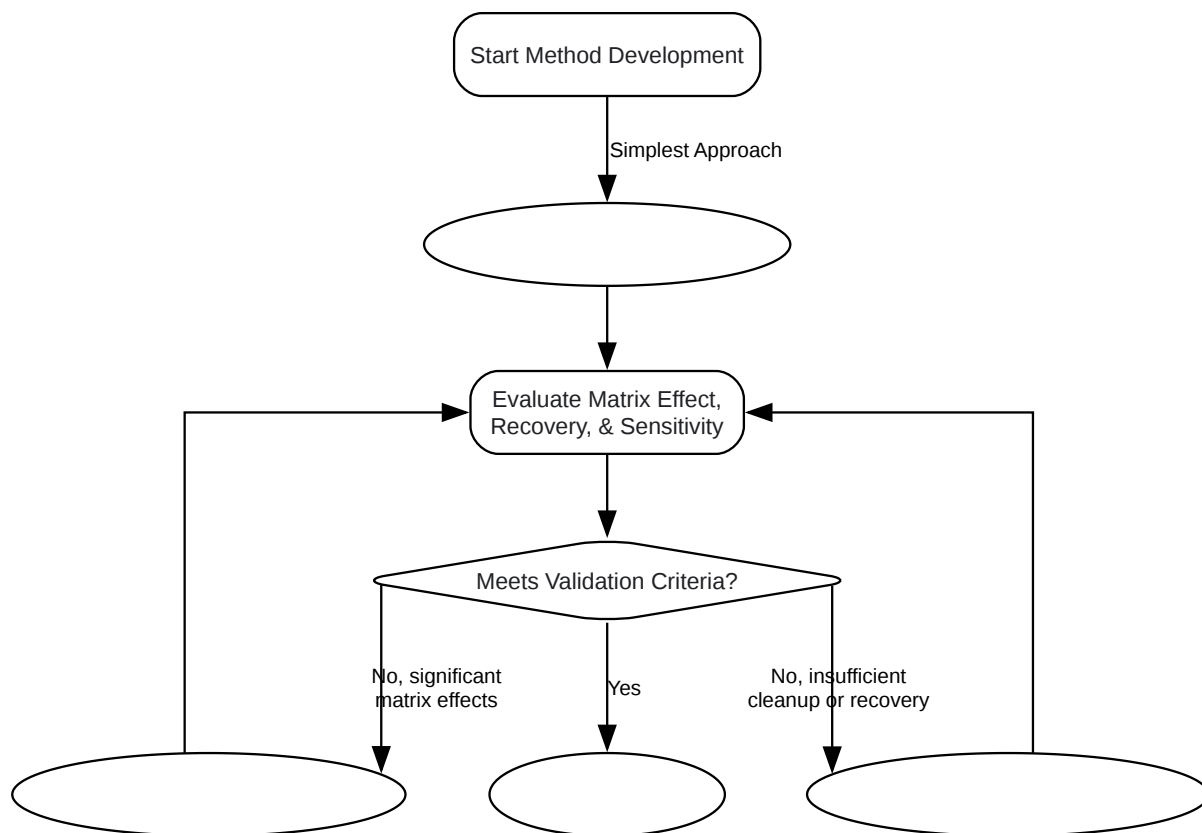 Start Method Development
Simplest Approach
Evaluate Matrix Effect,
Recovery, & Sensitivity
Meets Validation Criteria?
No, significant
matrix effects
Yes
No, insufficient
cleanup or recovery